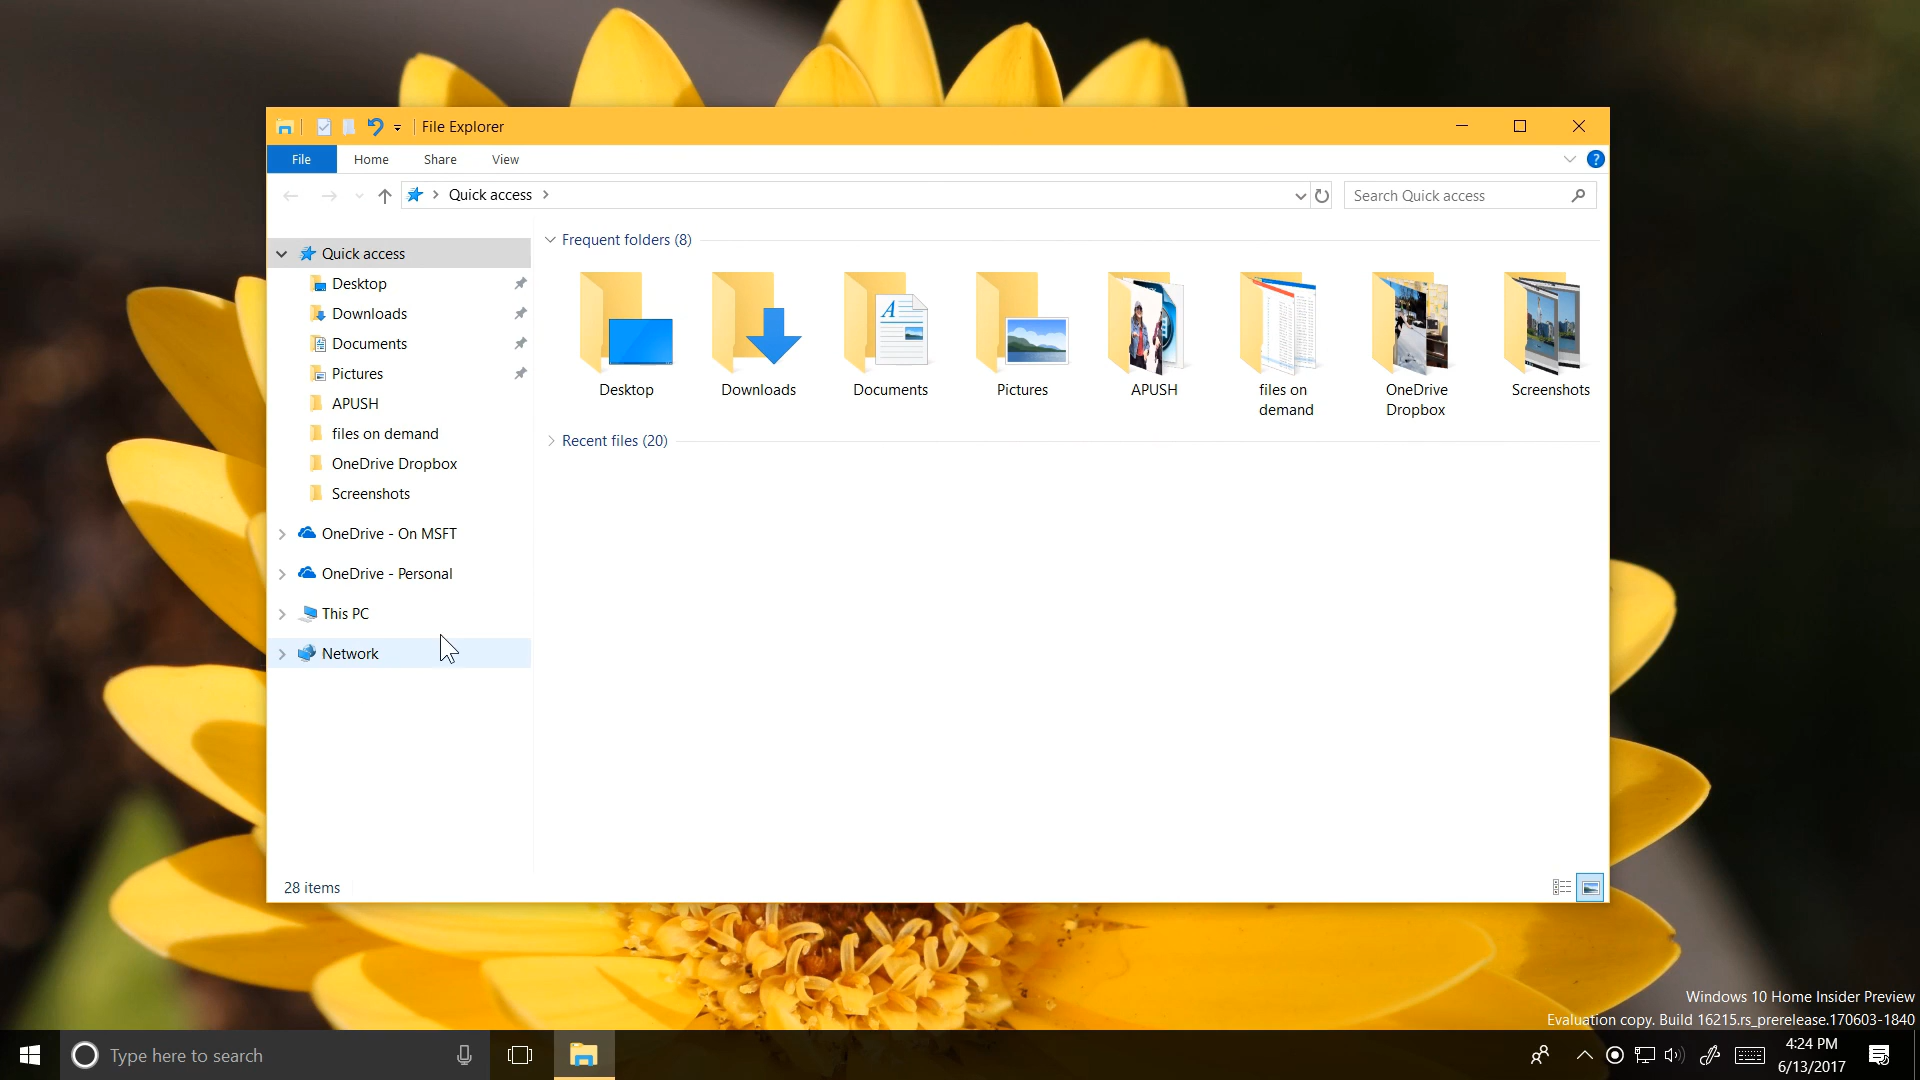 File Explorer
File Home Share View
Quick access
Search Quick access
Quick access
Desktop
Downloads
Documents
Pictures
APUSH
files on demand
OneDrive Dropbox
Screenshots
OneDrive - On MSFT
OneDrive - Personal
This PC
Network
Frequent folders (8)
Desktop
Downloads
Documents
Pictures
APUSH
files on
demand
OneDrive
Dropbox
Screenshots
Recent files (20)
28 items
Windows 10 Home Insider Preview
Evaluation copy. Build 16215.rs_prerelease.170603-1840
Type here to search
4:24 PM
6/13/2017